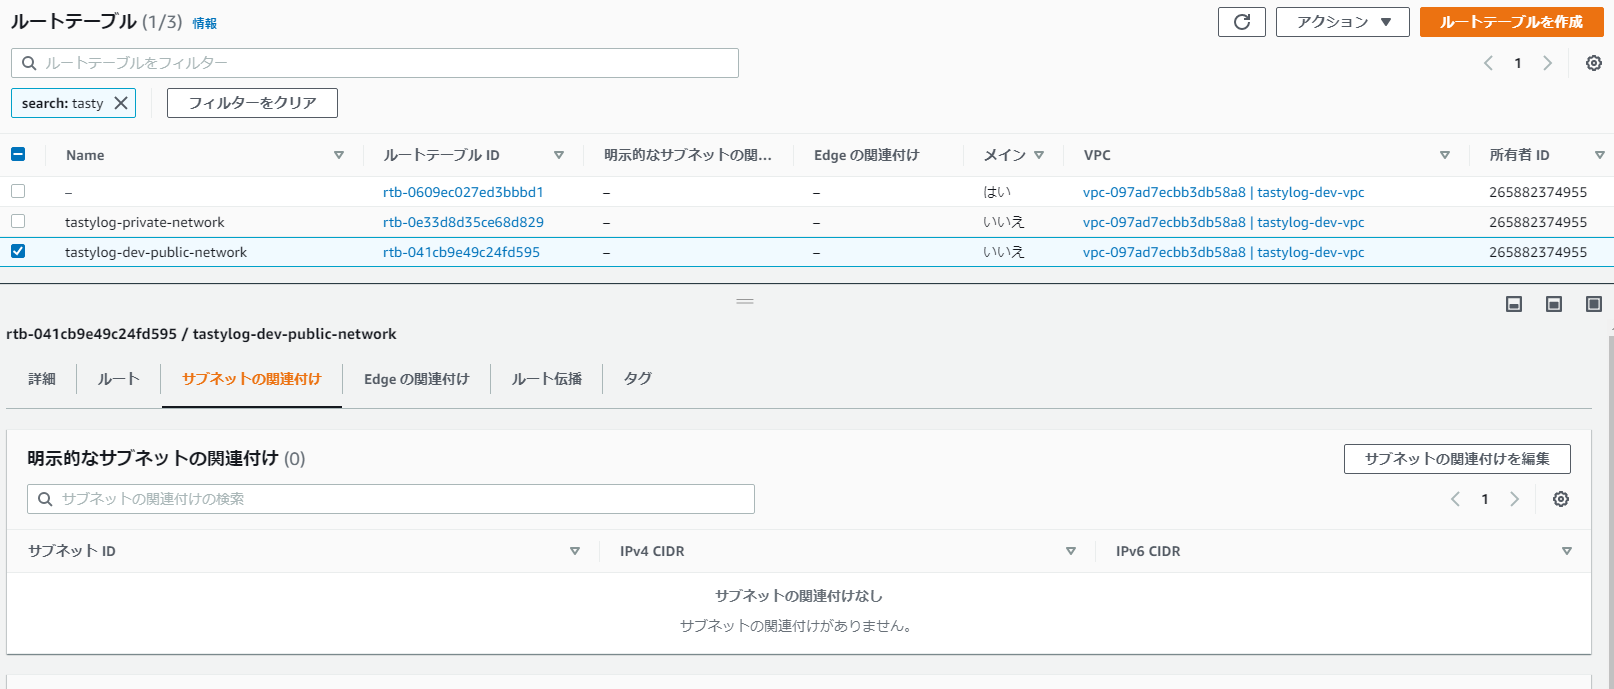 ルートテーブル (1/3) 情報
アクション ▼
ルートテーブルを作成
ルートテーブルをフィルター
1
search: tasty
フィルターをクリア
Name ルートテーブル ID 明示的なサブネットの関... Edge の関連付け メイン VPC 所有者 ID
– rtb-0609ec027ed3bbbd1 – – はい vpc-097ad7ecbb3db58a8 | tastylog-dev-vpc 265882374955
tastylog-private-network rtb-0e33d8d35ce68d829 – – いいえ vpc-097ad7ecbb3db58a8 | tastylog-dev-vpc 265882374955
tastylog-dev-public-network rtb-041cb9e49c24fd595 – – いいえ vpc-097ad7ecbb3db58a8 | tastylog-dev-vpc 265882374955
rtb-041cb9e49c24fd595 / tastylog-dev-public-network
詳細 ルート サブネットの関連付け Edge の関連付け ルート伝播 タグ
明示的なサブネットの関連付け (0)
サブネットの関連付けを編集
サブネットの関連付けの検索
1
サブネット ID IPv4 CIDR IPv6 CIDR
サブネットの関連付けなし
サブネットの関連付けがありません。